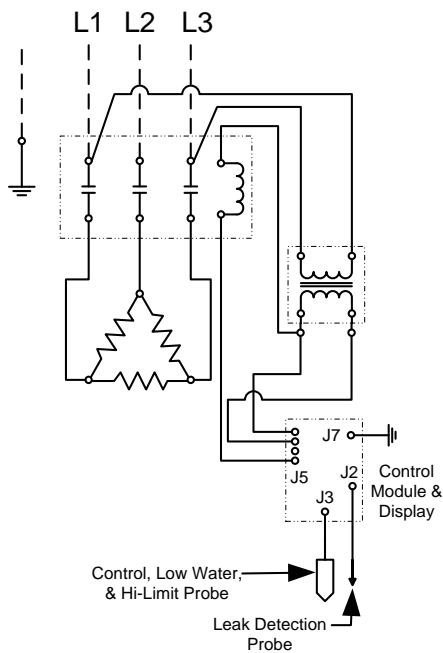 L1 L2 L3
J7
J5
J2
J3
Control
Module &
Display
Control, Low Water,
& Hi-Limit Probe
Leak Detection
Probe